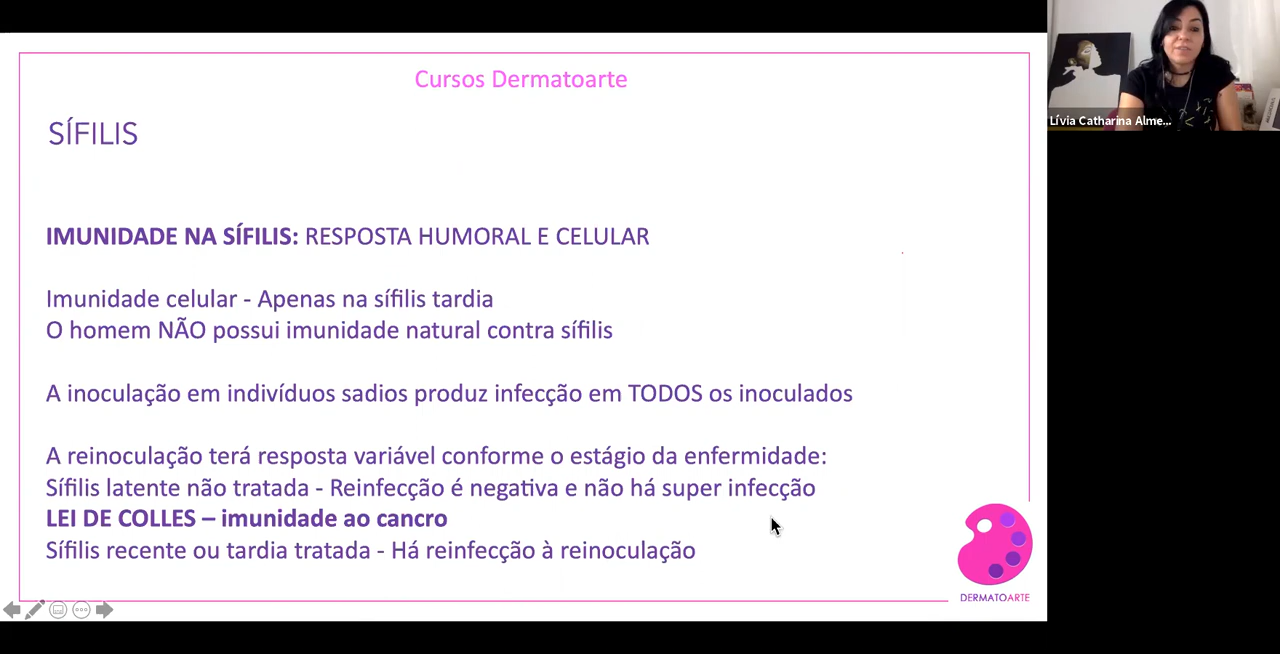 Cursos Dermatoarte
SÍFILIS
IMUNIDADE NA SÍFILIS: RESPOSTA HUMORAL E CELULAR
Imunidade celular - Apenas na sífilis tardia
O homem NÃO possui imunidade natural contra sífilis
A inoculação em indivíduos sadios produz infecção em TODOS os inoculados
A reinoculação terá resposta variável conforme o estágio da enfermidade:
Sífilis latente não tratada - Reinfecção é negativa e não há super infecção
LEI DE COLLES – imunidade ao cancro
Sífilis recente ou tardia tratada - Há reinfecção à reinoculação
DERMATOARTE
Lívia Catharina Alme...